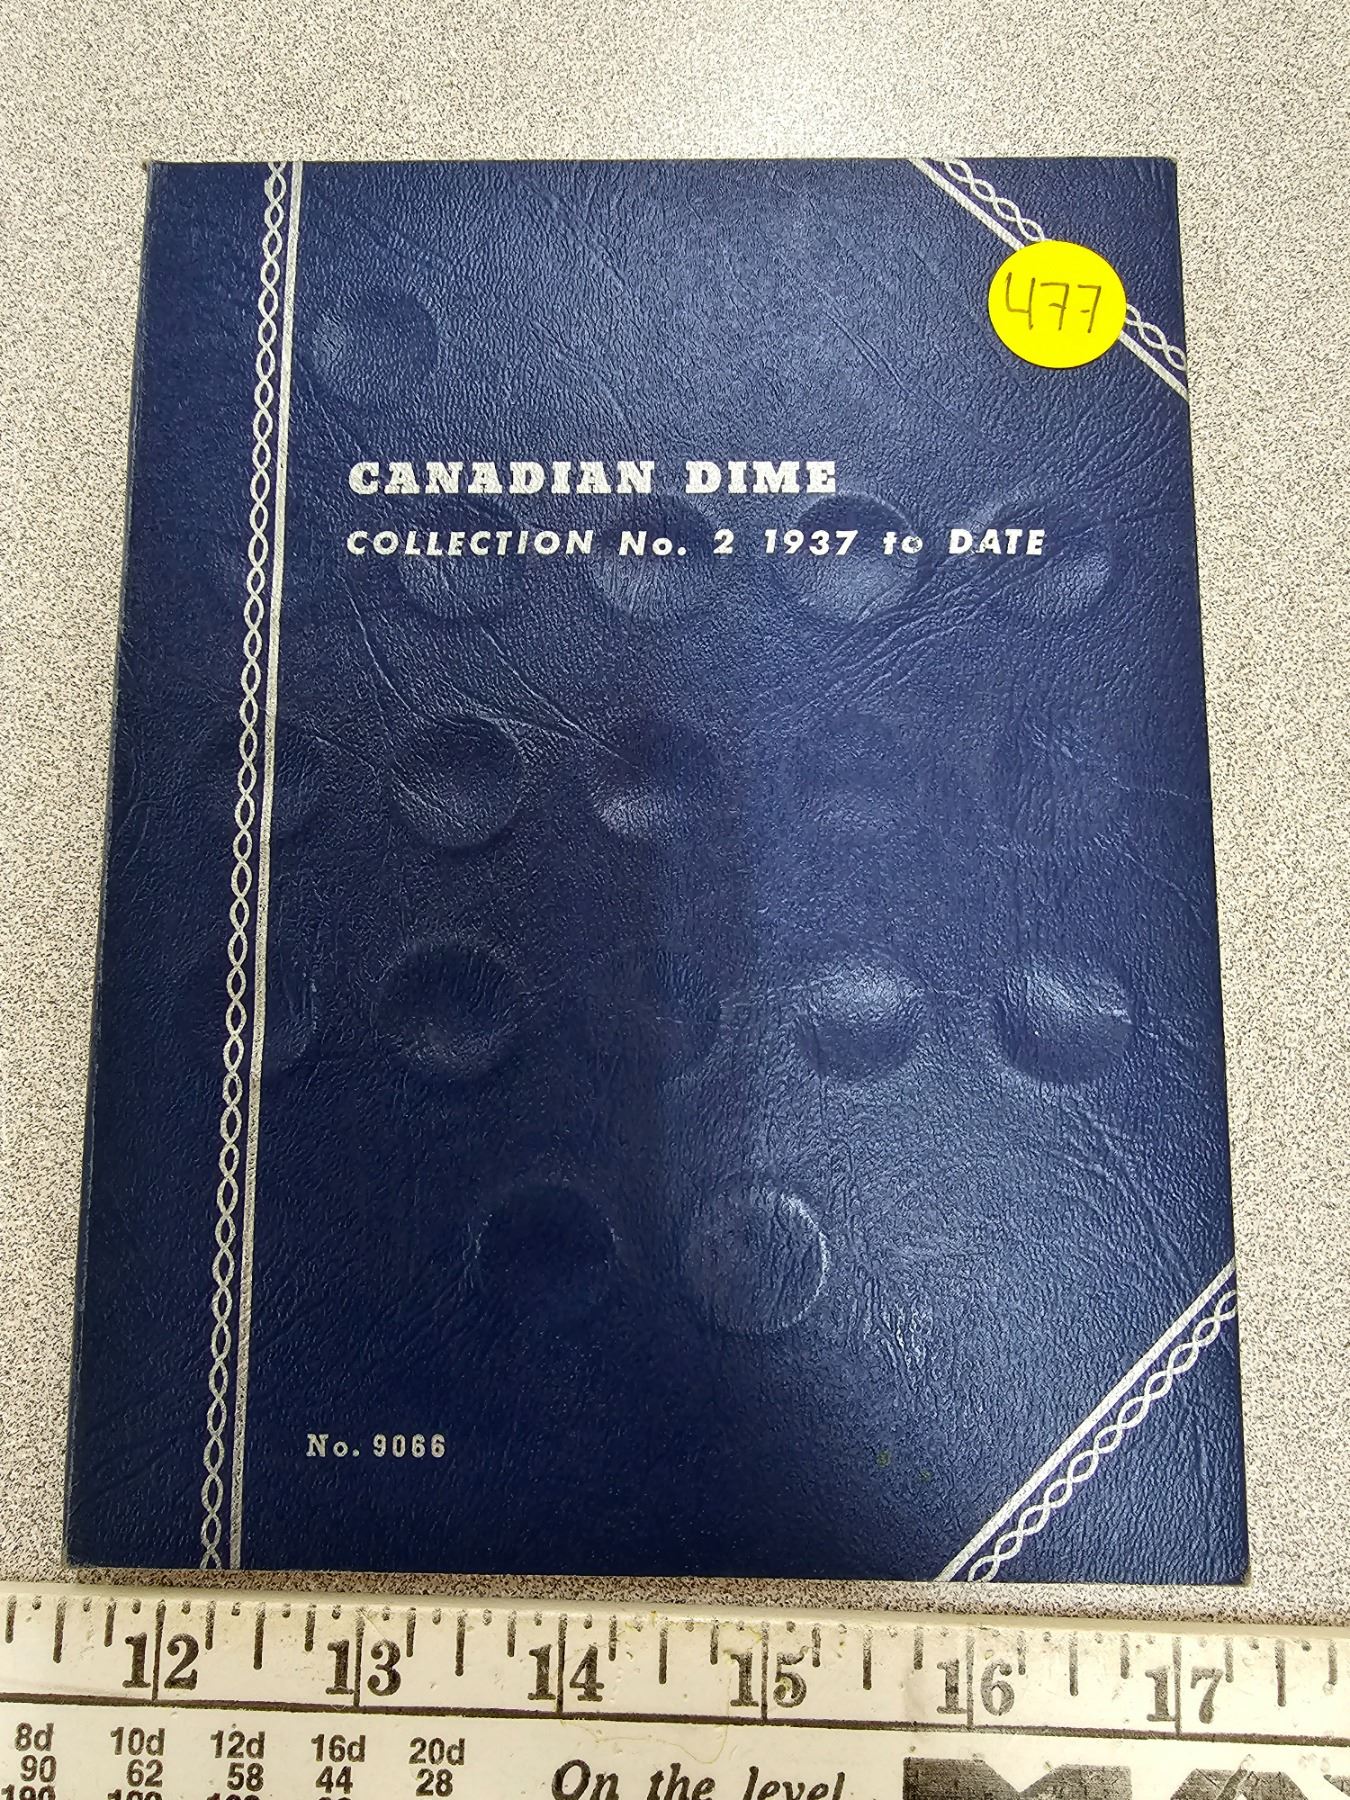 477
CANADIAN DIME
COLLECTION No. 2 1937 to DATE
No. 9066
12 13 14 15 16 17
8d 10d 12d 16d 20d
90 62 58 44 28
On the level